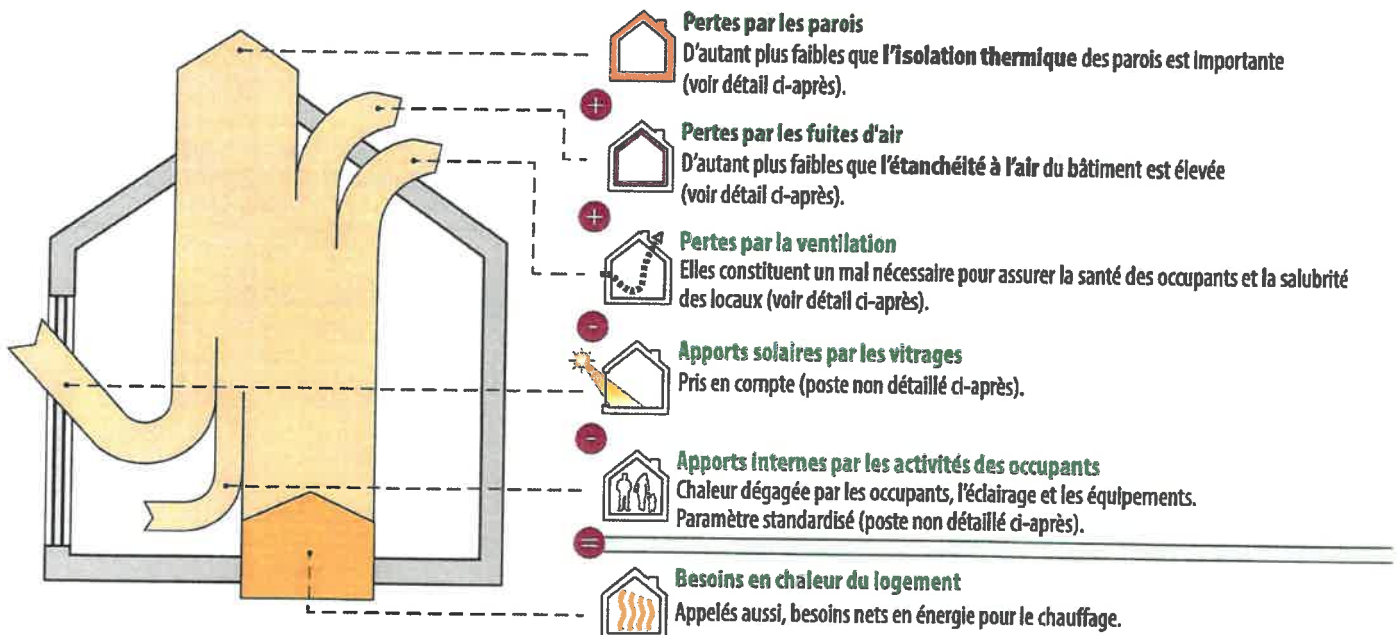 Pertes par les parois
D'autant plus faibles que l'isolation thermique des parois est importante
(voir détail ci-après).
+
Pertes par les fuites d'air
D'autant plus faibles que l'étanchéité à l'air du bâtiment est élevée
(voir détail ci-après).
+
Pertes par la ventilation
Elles constituent un mal nécessaire pour assurer la santé des occupants et la salubrité
des locaux (voir détail ci-après).
-
Apports solaires par les vitrages
Pris en compte (poste non détaillé ci-après).
-
Apports internes par les activités des occupants
Chaleur dégagée par les occupants, l'éclairage et les équipements.
Paramètre standardisé (poste non détaillé ci-après).
=
Besoins en chaleur du logement
Appelés aussi, besoins nets en énergie pour le chauffage.